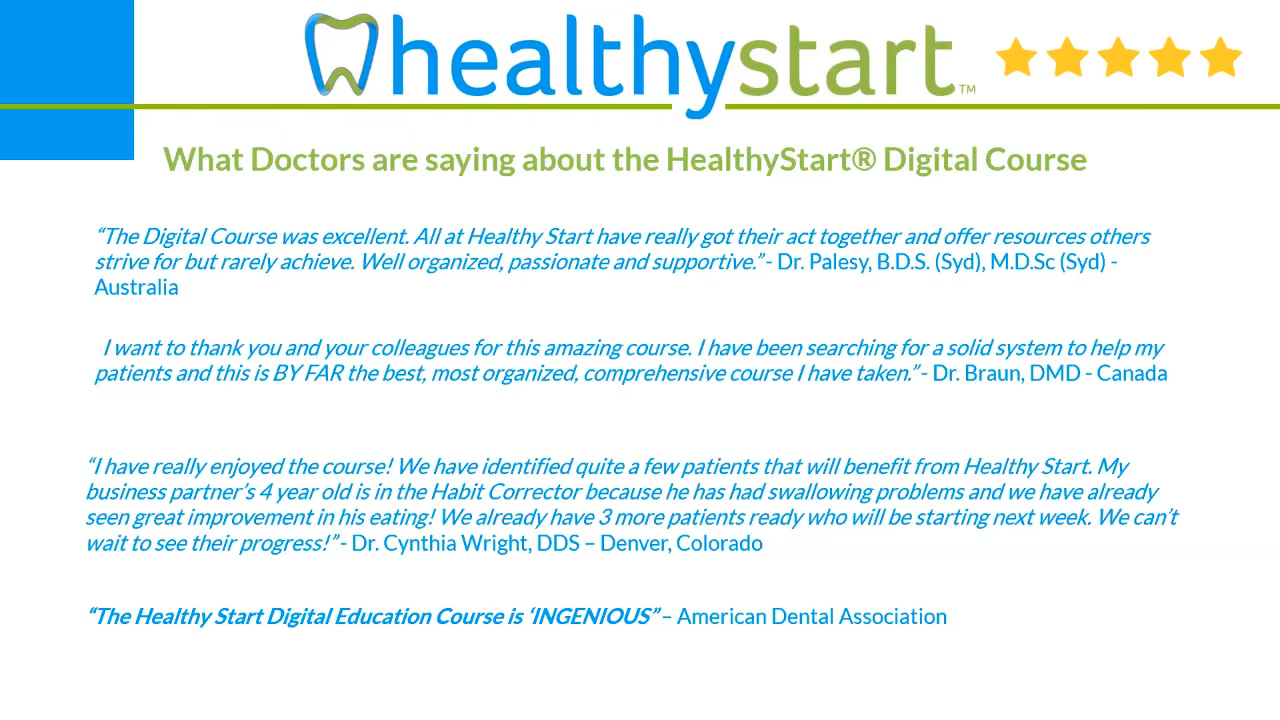 healthystart™
What Doctors are saying about the HealthyStart® Digital Course
“The Digital Course was excellent. All at Healthy Start have really got their act together and offer resources others
strive for but rarely achieve. Well organized, passionate and supportive.” - Dr. Palesy, B.D.S. (Syd), M.D.Sc (Syd) -
Australia
I want to thank you and your colleagues for this amazing course. I have been searching for a solid system to help my
patients and this is BY FAR the best, most organized, comprehensive course I have taken.” - Dr. Braun, DMD - Canada
“I have really enjoyed the course! We have identified quite a few patients that will benefit from Healthy Start. My
business partner’s 4 year old is in the Habit Corrector because he has had swallowing problems and we have already
seen great improvement in his eating! We already have 3 more patients ready who will be starting next week. We can’t
wait to see their progress!” - Dr. Cynthia Wright, DDS – Denver, Colorado
“The Healthy Start Digital Education Course is ‘INGENIOUS” – American Dental Association